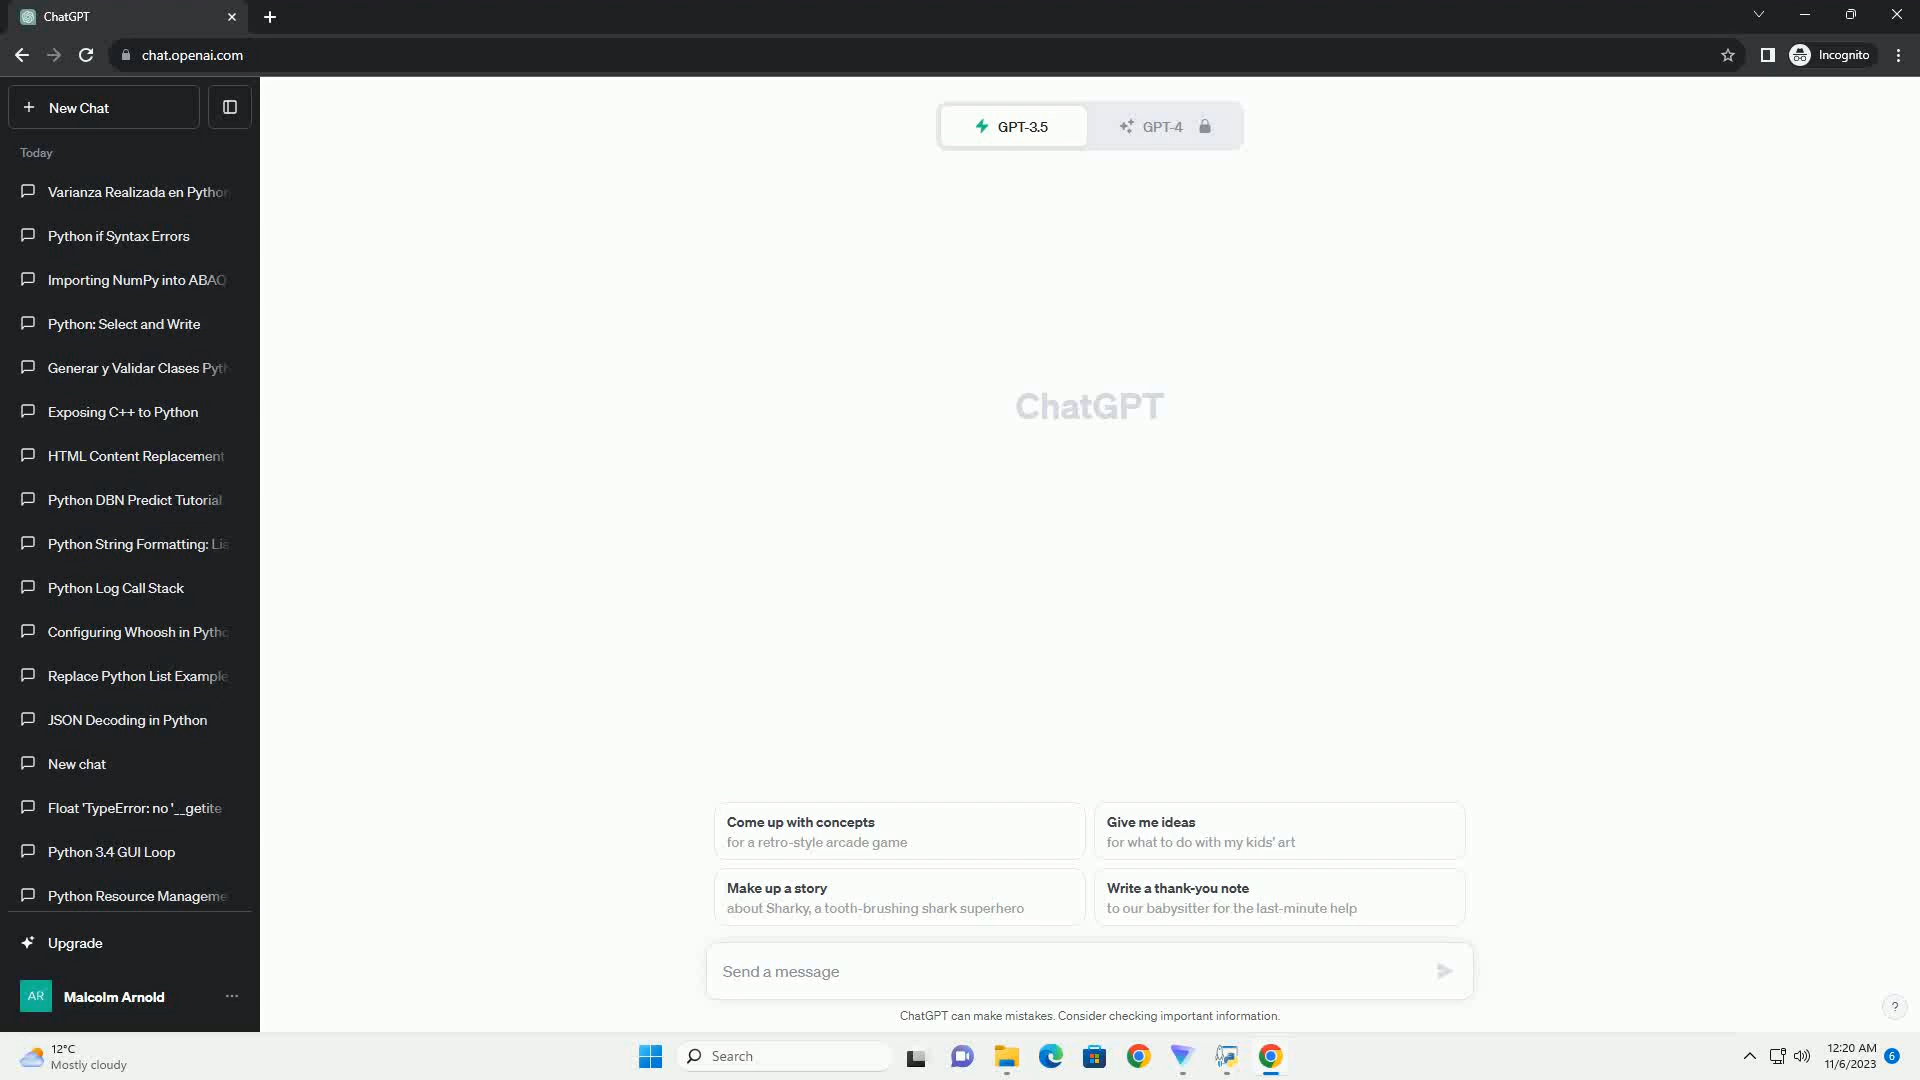 ChatGPT
chat.openai.com
Incognito
New Chat
Today
Varianza Realizada en Python
Python if Syntax Errors
Importing NumPy into ABAQ
Python: Select and Write
Generar y Validar Clases Pyth
Exposing C++ to Python
HTML Content Replacement
Python DBN Predict Tutorial
Python String Formatting: Lis
Python Log Call Stack
Configuring Whoosh in Pytho
Replace Python List Example
JSON Decoding in Python
New chat
Float 'TypeError: no '__getite
Python 3.4 GUI Loop
Python Resource Manageme
Upgrade
AR Malcolm Arnold
GPT-3.5 GPT-4
ChatGPT
Come up with concepts
for a retro-style arcade game
Give me ideas
for what to do with my kids' art
Make up a story
about Sharky, a tooth-brushing shark superhero
Write a thank-you note
to our babysitter for the last-minute help
Send a message
ChatGPT can make mistakes. Consider checking important information.
?
12°C
Mostly cloudy
Search
12:20 AM
11/6/2023
6